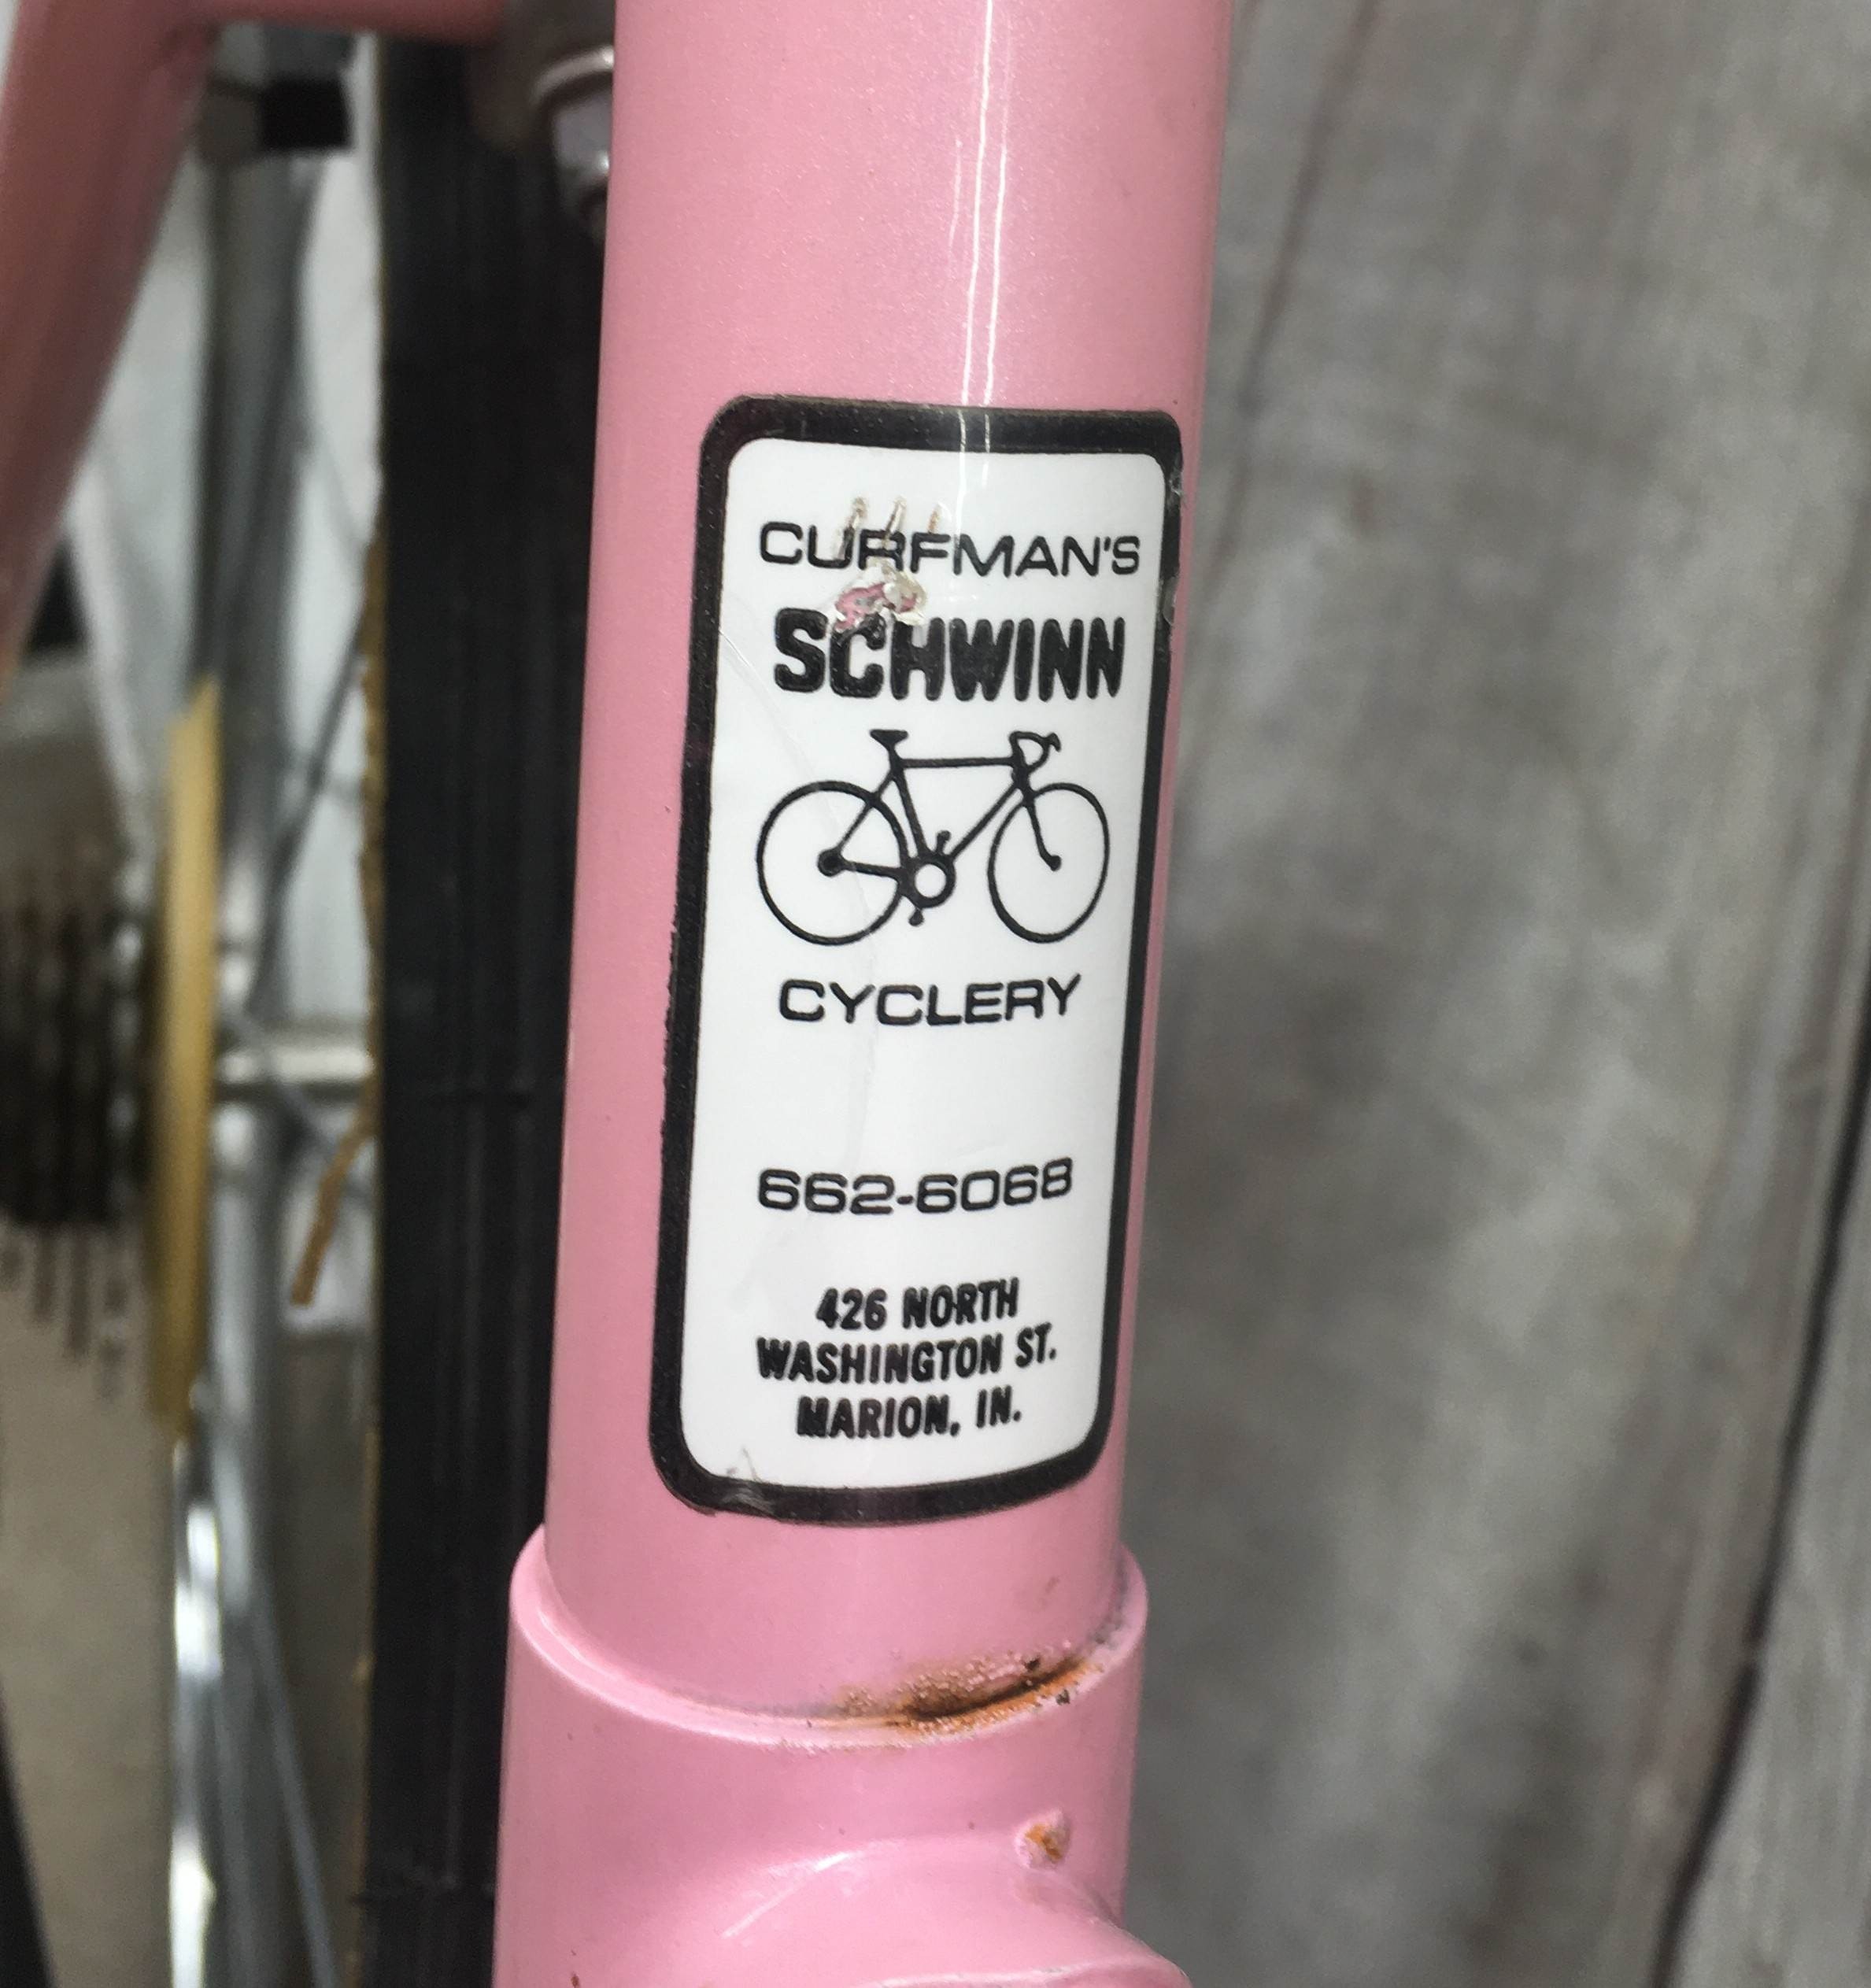 CURFMAN'S
SCHWINN
CYCLERY
662-6068
426 NORTH
WASHINGTON ST.
MARION, IN.